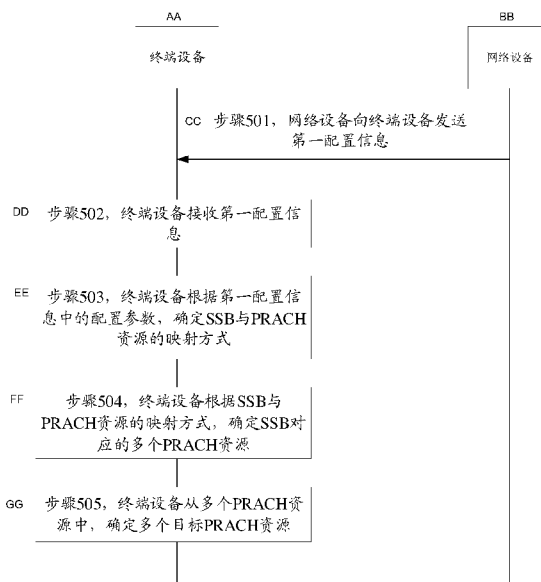 AA
BB
终端设备
网络设备
CC 步骤501，网络设备向终端设备发送
第一配置信息
DD 步骤502，终端设备接收第一配置信
息
EE 步骤503，终端设备根据第一配置信
息中的配置参数，确定SSB与PRACH
资源的映射方式
FF 步骤504，终端设备根据SSB与
PRACH资源的映射方式，确定SSB对
应的多个PRACH资源
GG 步骤505，终端设备从多个PRACH资
源中，确定多个目标PRACH资源